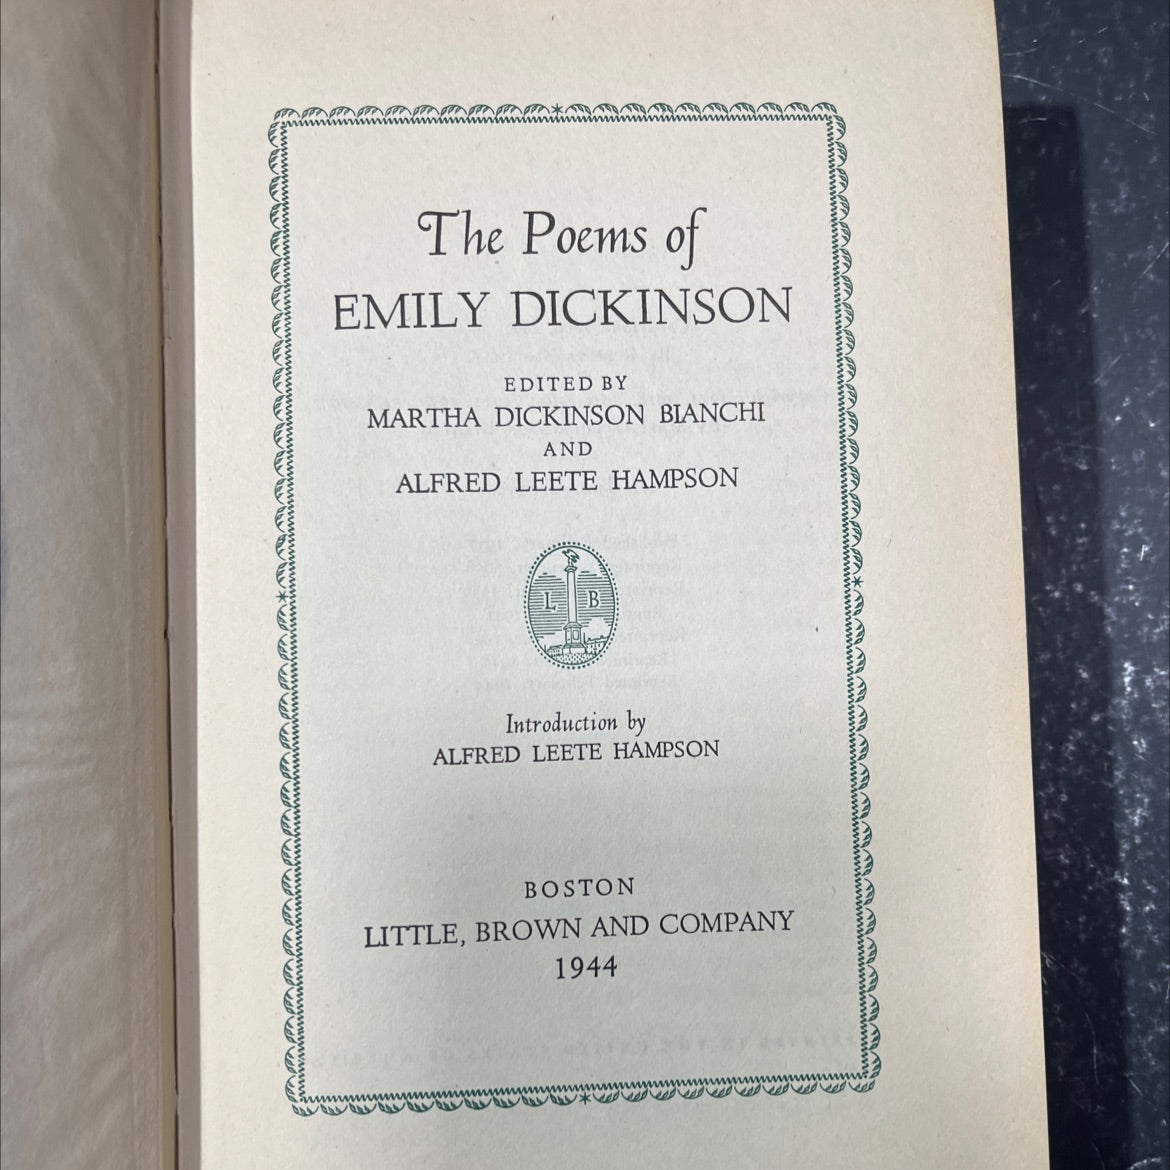 The Poems of
EMILY DICKINSON
EDITED BY
MARTHA DICKINSON BIANCHI
AND
ALFRED LEETE HAMPSON
L B
Introduction by
ALFRED LEETE HAMPSON
BOSTON
LITTLE, BROWN AND COMPANY
1944